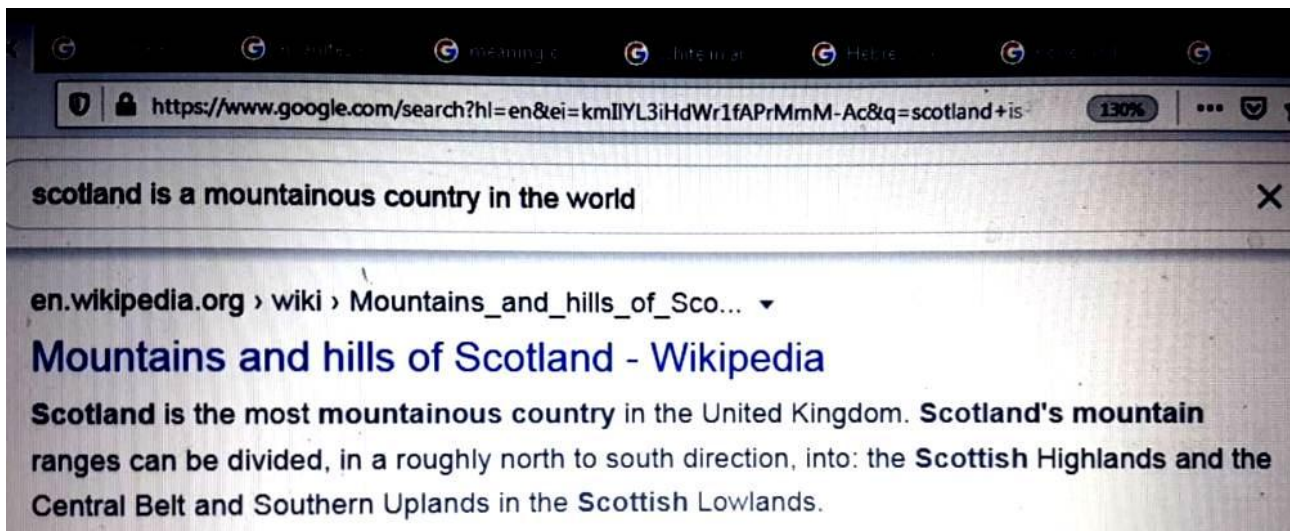 meaning
https://www.google.com/search?hl=en&ei=kmIlYL3iHdWr1fAPrMmM-Ac&q=scotland+is 130%
scotland is a mountainous country in the world
en.wikipedia.org › wiki › Mountains_and_hills_of_Sco...
Mountains and hills of Scotland - Wikipedia
Scotland is the most mountainous country in the United Kingdom. Scotland's mountain
ranges can be divided, in a roughly north to south direction, into: the Scottish Highlands and the
Central Belt and Southern Uplands in the Scottish Lowlands.